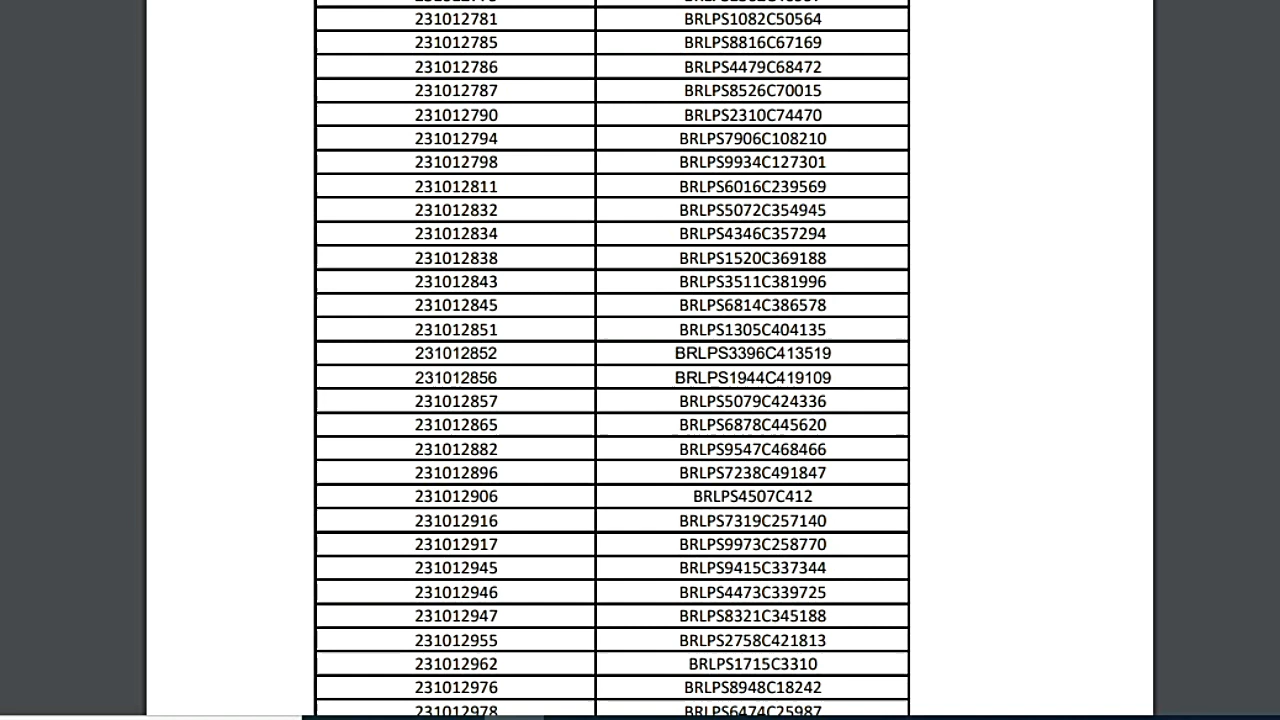 231012781 BRLPS1082C50564
231012785 BRLPS8816C67169
231012786 BRLPS4479C68472
231012787 BRLPS8526C70015
231012790 BRLPS2310C74470
231012794 BRLPS7906C108210
231012798 BRLPS9934C127301
231012811 BRLPS6016C239569
231012832 BRLPS5072C354945
231012834 BRLPS4346C357294
231012838 BRLPS1520C369188
231012843 BRLPS3511C381996
231012845 BRLPS6814C386578
231012851 BRLPS1305C404135
231012852 BRLPS3396C413519
231012856 BRLPS1944C419109
231012857 BRLPS5079C424336
231012865 BRLPS6878C445620
231012882 BRLPS9547C468466
231012896 BRLPS7238C491847
231012906 BRLPS4507C412
231012916 BRLPS7319C257140
231012917 BRLPS9973C258770
231012945 BRLPS9415C337344
231012946 BRLPS4473C339725
231012947 BRLPS8321C345188
231012955 BRLPS2758C421813
231012962 BRLPS1715C3310
231012976 BRLPS8948C18242
231012978 BRLPS6474C25987